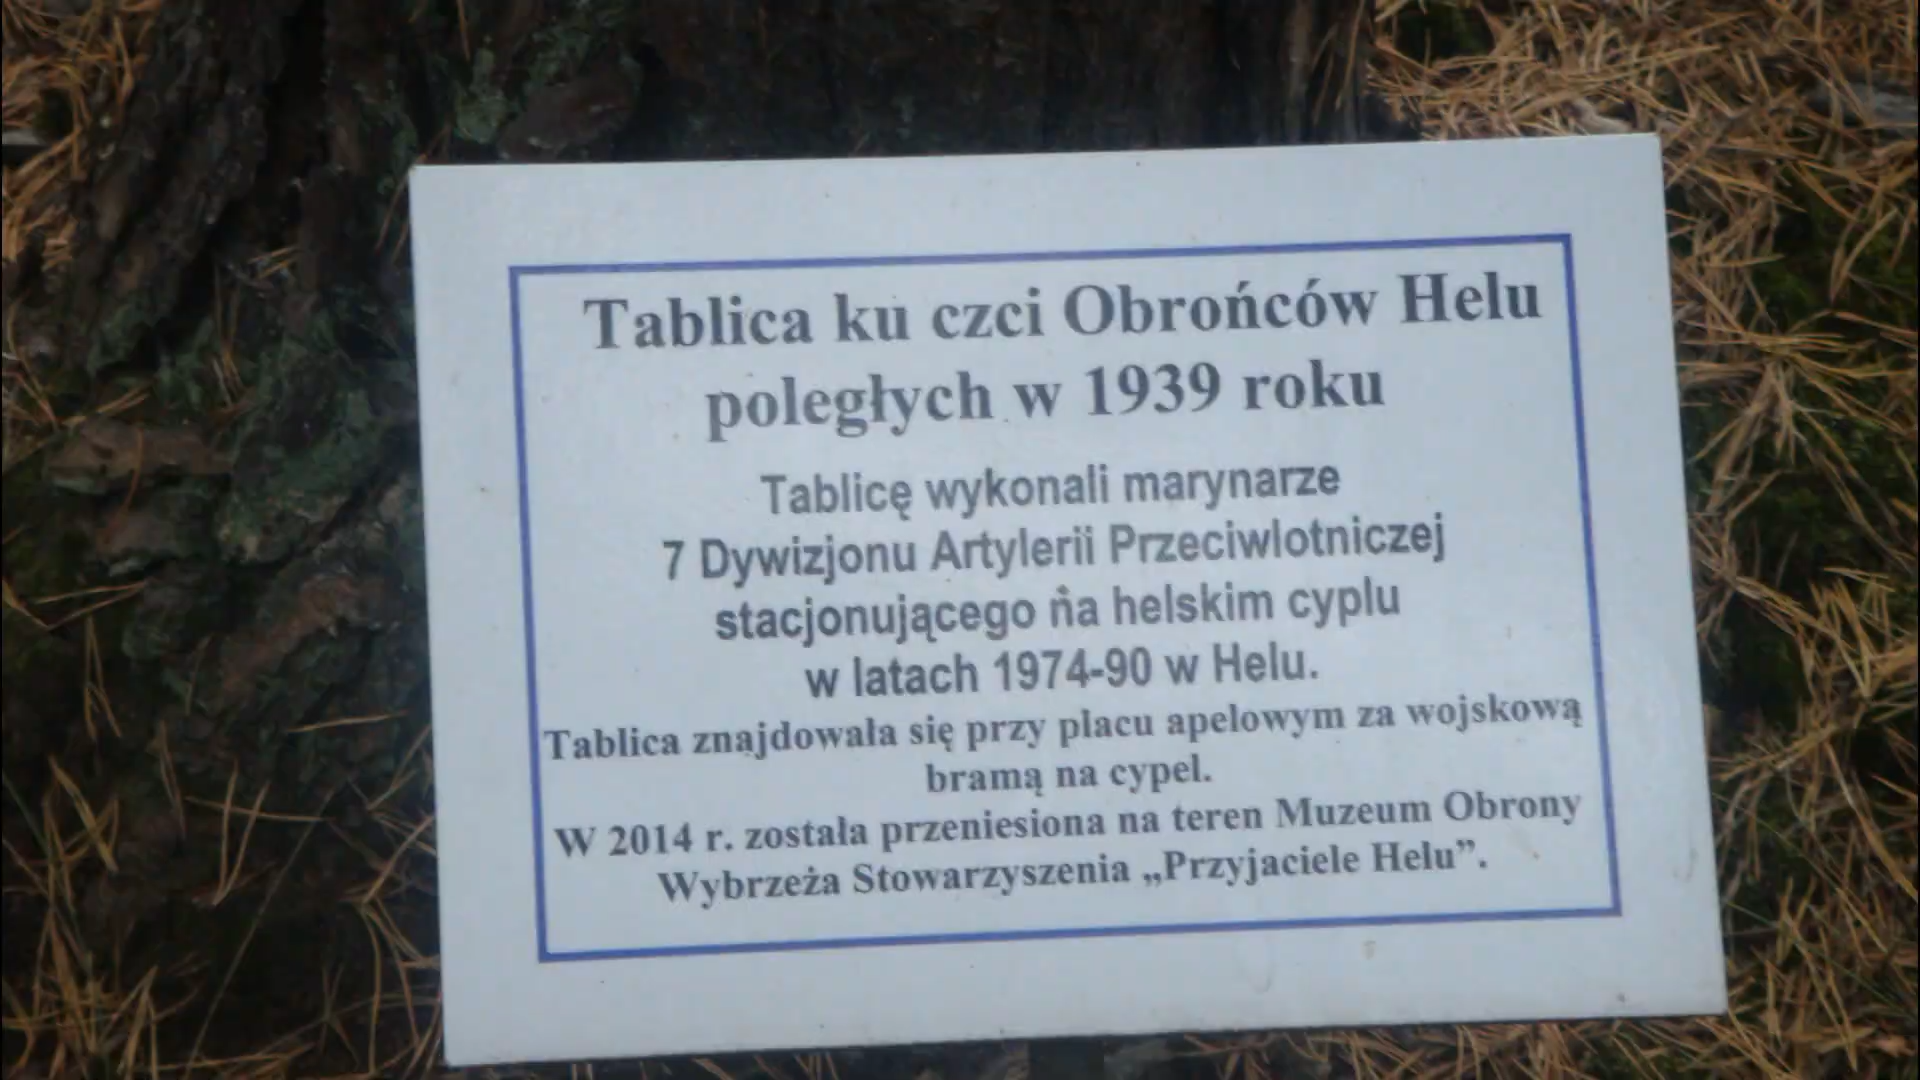 Tablica ku czci Obrońców Helu
poległych w 1939 roku
Tablicę wykonali marynarze
7 Dywizjonu Artylerii Przeciwlotniczej
stacjonującego na helskim cyplu
w latach 1974-90 w Helu.
Tablica znajdowała się przy placu apelowym za wojskową
bramą na cypel.
W 2014 r. została przeniesiona na teren Muzeum Obrony
Wybrzeża Stowarzyszenia „Przyjaciele Helu”.